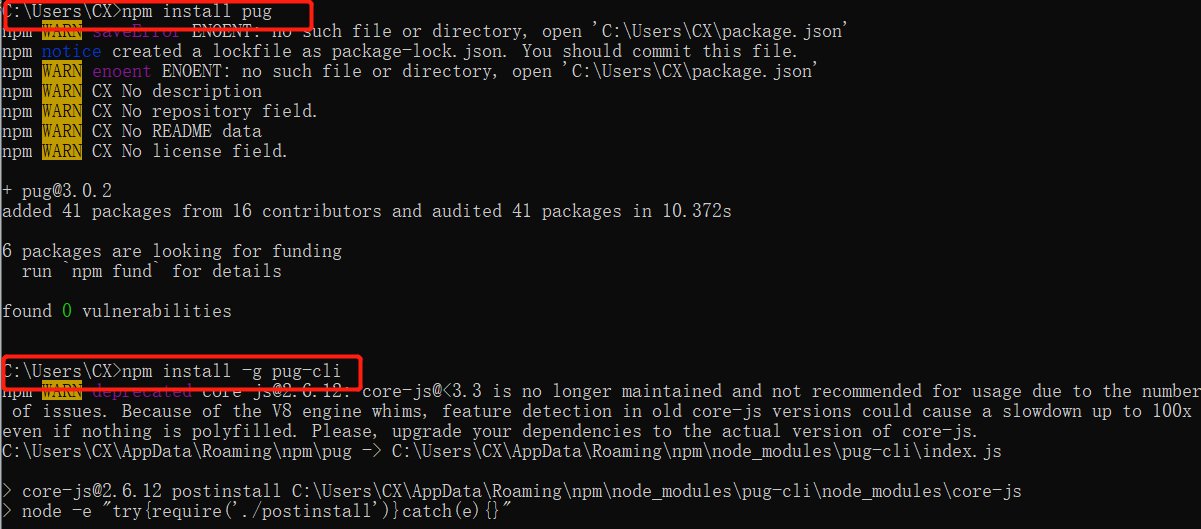 C:\Users\CX>npm install pug
npm WARN saveError ENOENT: no such file or directory, open 'C:\Users\CX\package.json'
npm notice created a lockfile as package-lock.json. You should commit this file.
npm WARN enoent ENOENT: no such file or directory, open 'C:\Users\CX\package.json'
npm WARN CX No description
npm WARN CX No repository field.
npm WARN CX No README data
npm WARN CX No license field.
+ pug@3.0.2
added 41 packages from 16 contributors and audited 41 packages in 10.372s
6 packages are looking for funding
run `npm fund` for details
found 0 vulnerabilities
C:\Users\CX>npm install -g pug-cli
npm WARN deprecated core-js@2.6.12: core-js@<3.3 is no longer maintained and not recommended for usage due to the number
of issues. Because of the V8 engine whims, feature detection in old core-js versions could cause a slowdown up to 100x
even if nothing is polyfilled. Please, upgrade your dependencies to the actual version of core-js.
C:\Users\CX\AppData\Roaming\npm\pug -> C:\Users\CX\AppData\Roaming\npm\node_modules\pug-cli\index.js
> core-js@2.6.12 postinstall C:\Users\CX\AppData\Roaming\npm\node_modules\pug-cli\node_modules\core-js
> node -e "try{require('./postinstall')}catch(e){}"